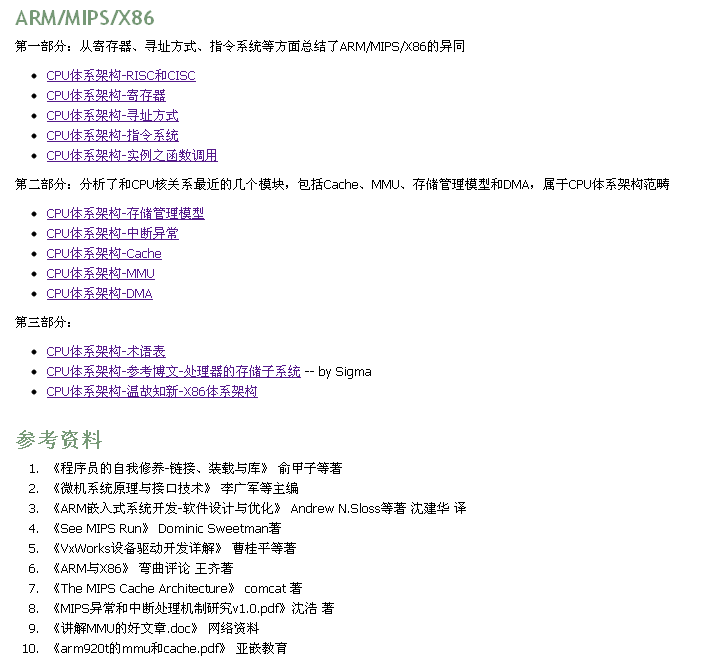 ARM/MIPS/X86
第一部分：从寄存器、寻址方式、指令系统等方面总结了ARM/MIPS/X86的异同
CPU体系架构-RISC和CISC
CPU体系架构-寄存器
CPU体系架构-寻址方式
CPU体系架构-指令系统
CPU体系架构-实例之函数调用
第二部分：分析了和CPU核关系最近的几个模块，包括Cache、MMU、存储管理模型和DMA，属于CPU体系架构范畴
CPU体系架构-存储管理模型
CPU体系架构-中断异常
CPU体系架构-Cache
CPU体系架构-MMU
CPU体系架构-DMA
第三部分：
CPU体系架构-术语表
CPU体系架构-参考博文-处理器的存储子系统 -- by Sigma
CPU体系架构-温故知新-X86体系架构
参考资料
1. 《程序员的自我修养-链接、装载与库》 俞甲子等著
2. 《微机系统原理与接口技术》 李广军等主编
3. 《ARM嵌入式系统开发-软件设计与优化》 Andrew N.Sloss等著 沈建华 译
4. 《See MIPS Run》 Dominic Sweetman著
5. 《VxWorks设备驱动开发详解》 曹桂平等著
6. 《ARM与X86》 弯曲评论 王齐著
7. 《The MIPS Cache Architecture》 comcat 著
8. 《MIPS异常和中断处理机制研究v1.0.pdf》沈浩 著
9. 《讲解MMU的好文章.doc》 网络资料
10. 《arm920t的mmu和cache.pdf》 亚嵌教育